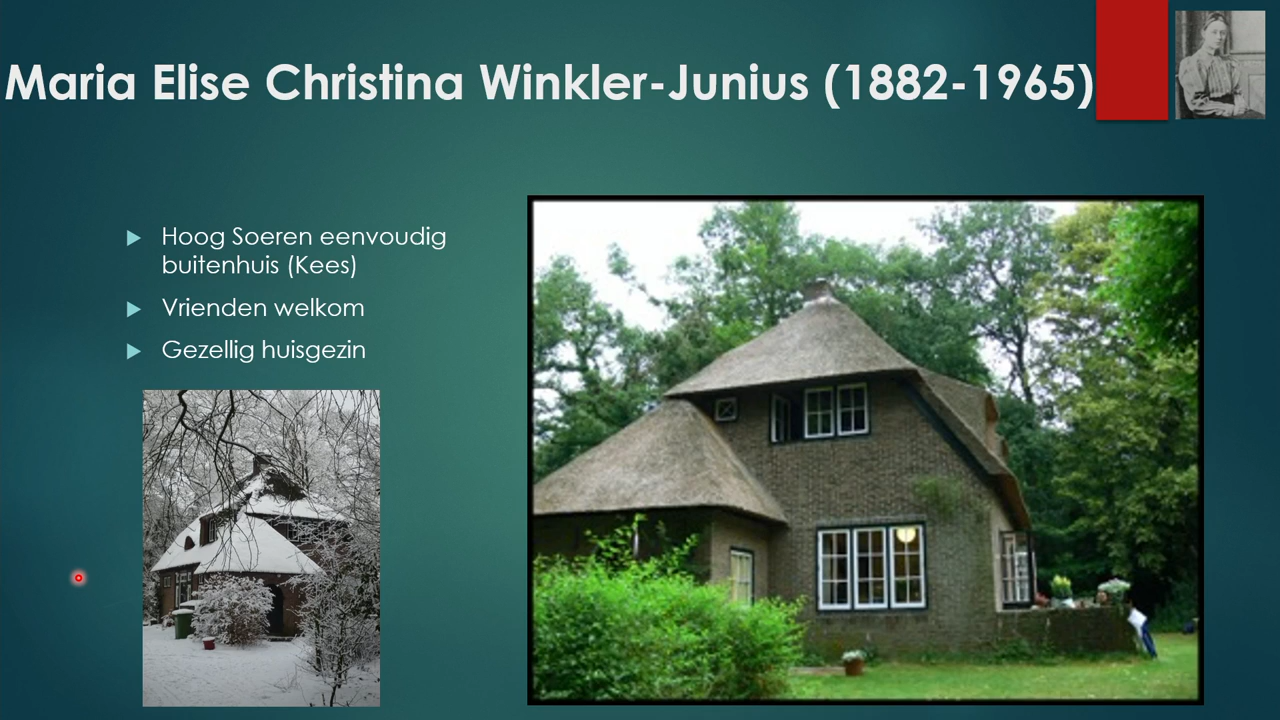 Maria Elise Christina Winkler-Junius (1882-1965)
Hoog Soeren eenvoudig
buitenhuis (Kees)
Vrienden welkom
Gezellig huisgezin